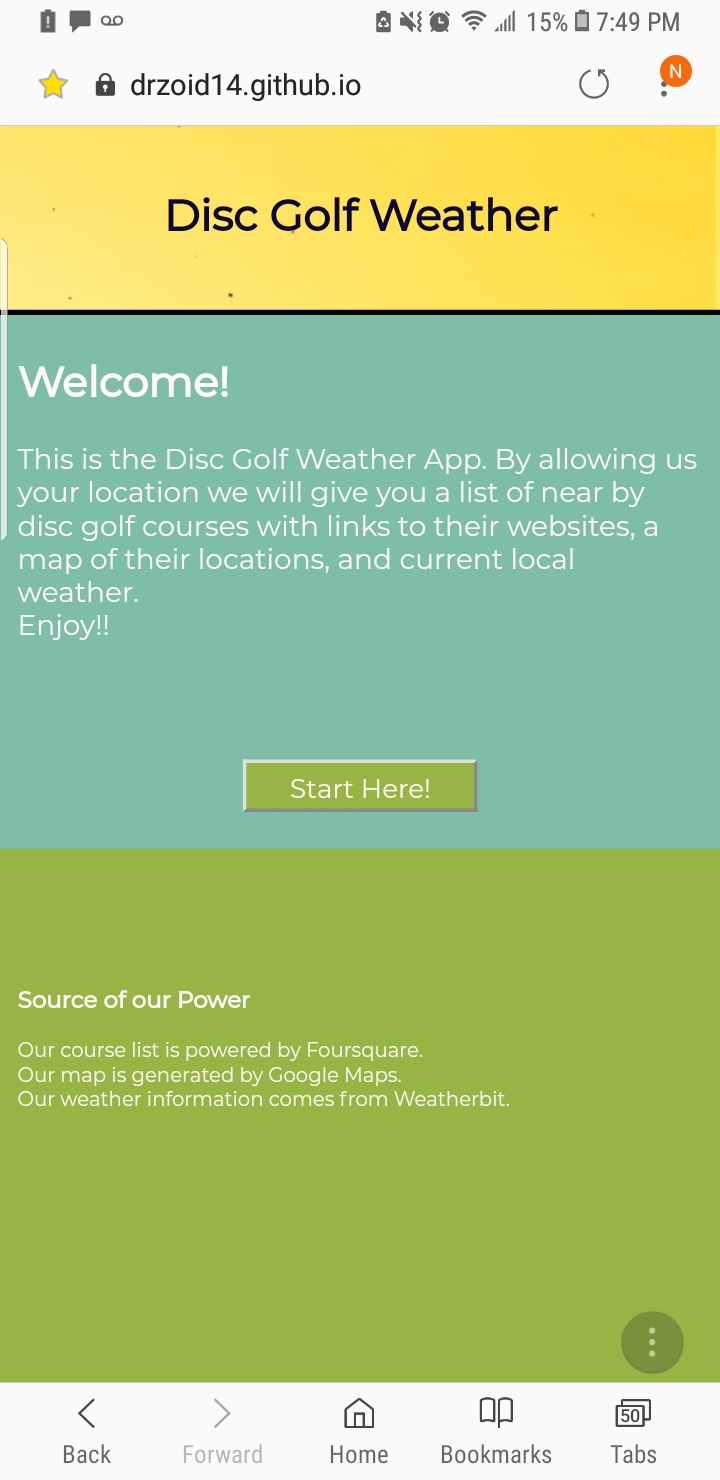 15% 7:49 PM
drzoid14.github.io
N
Disc Golf Weather
Welcome!
This is the Disc Golf Weather App. By allowing us
your location we will give you a list of near by
disc golf courses with links to their websites, a
map of their locations, and current local
weather.
Enjoy!!
Start Here!
Source of our Power
Our course list is powered by Foursquare.
Our map is generated by Google Maps.
Our weather information comes from Weatherbit.
50
Back Forward Home Bookmarks Tabs